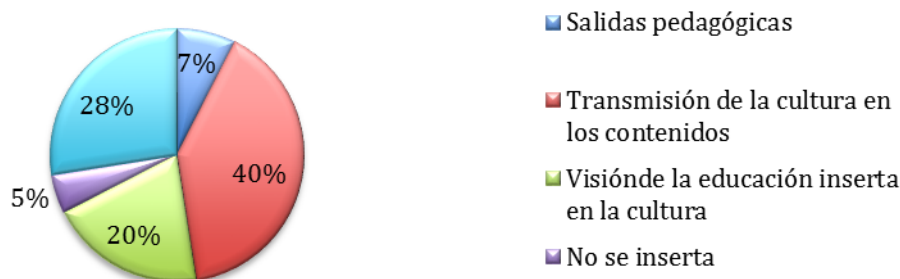 7%
28%
40%
5%
20%
Salidas pedagógicas
Transmisión de la cultura en
los contenidos
Visiónde la educación inserta
en la cultura
No se inserta